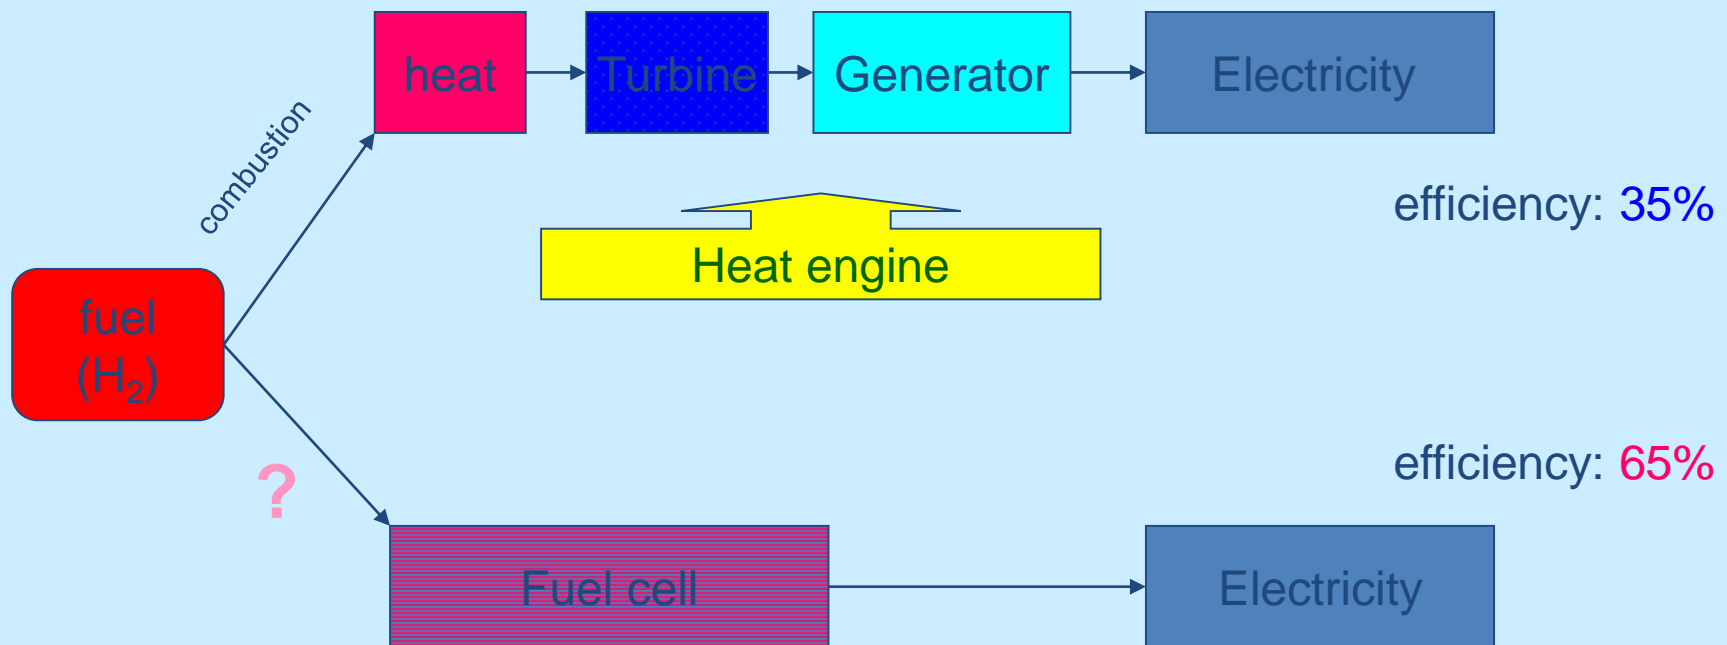 heat
Turbine
Generator
Electricity
combustion
efficiency: 35%
Heat engine
fuel
(H₂)
efficiency: 65%
?
Fuel cell
Electricity